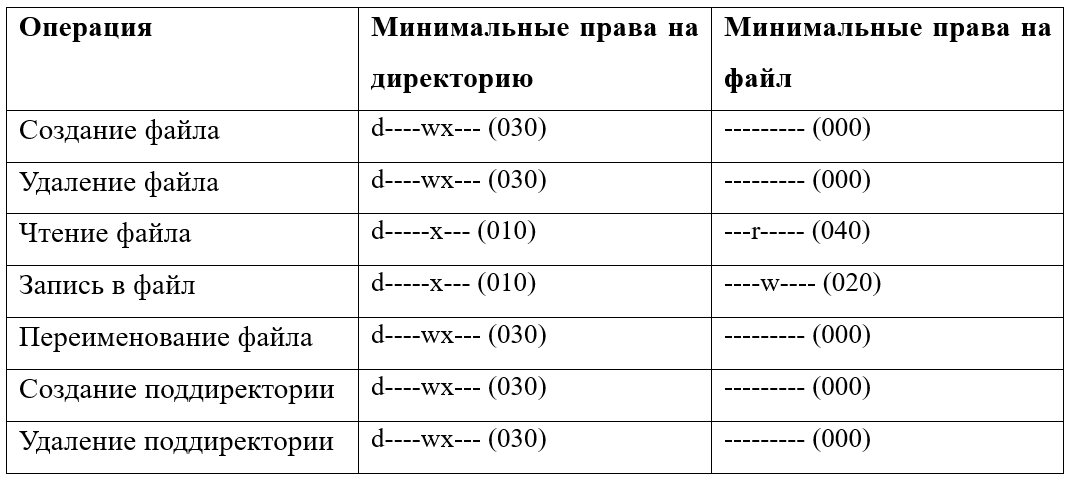 Операция
Минимальные права на
директорию
Минимальные права на
файл
Создание файла
d----wx--- (030)
--------- (000)
Удаление файла
d----wx--- (030)
--------- (000)
Чтение файла
d-----x--- (010)
---r----- (040)
Запись в файл
d-----x--- (010)
----w---- (020)
Переименование файла
d----wx--- (030)
--------- (000)
Создание поддиректории
d----wx--- (030)
--------- (000)
Удаление поддиректории
d----wx--- (030)
--------- (000)